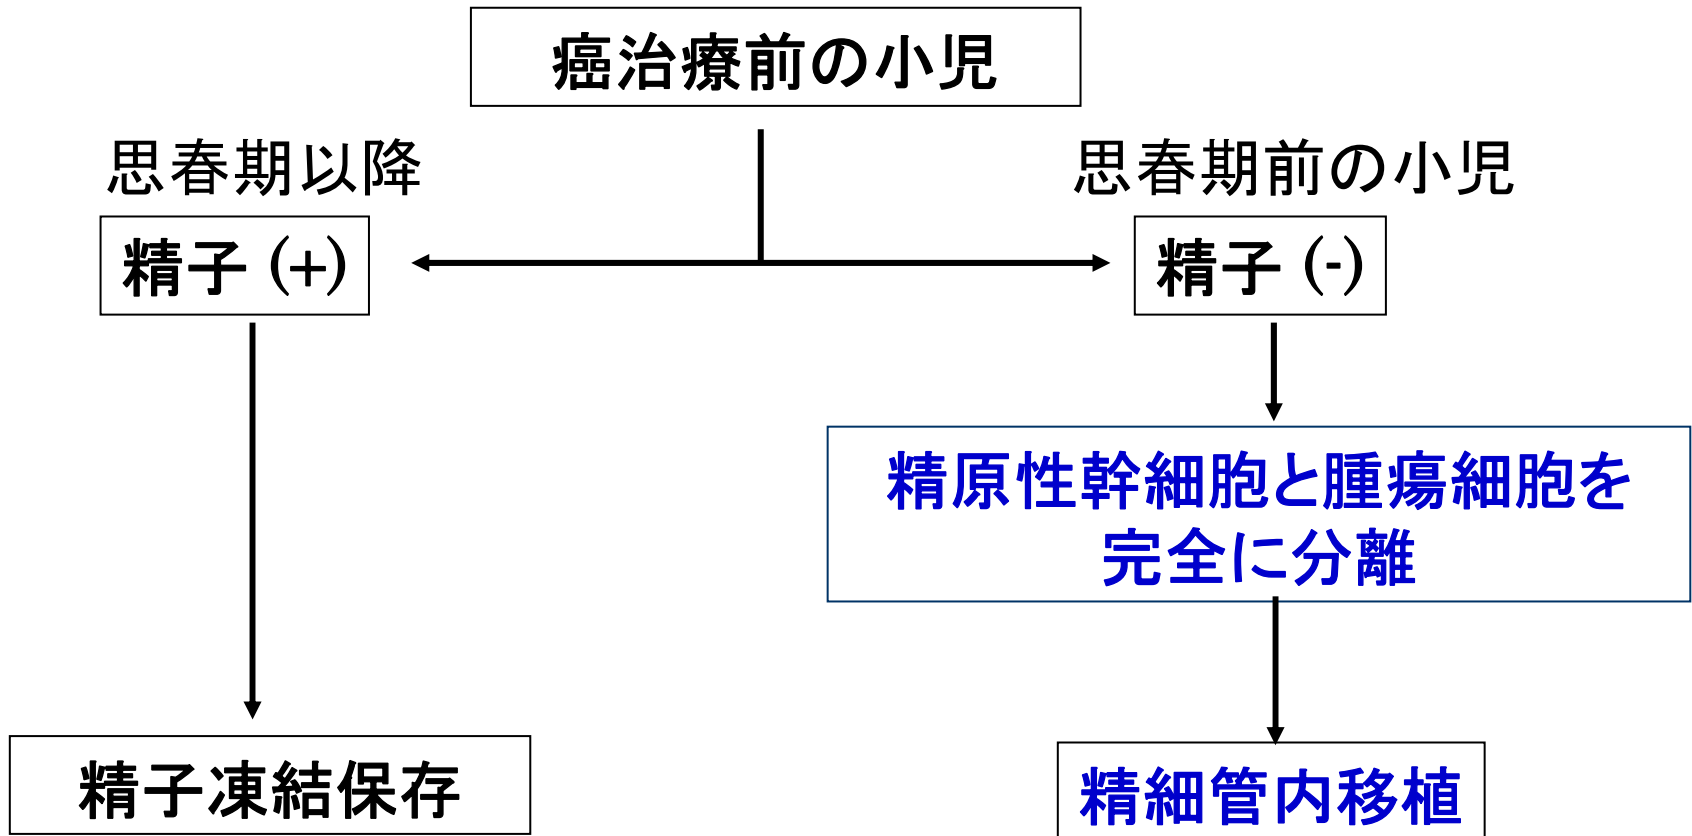 癌治療前の小児
思春期以降
思春期前の小児
精子 (+)
精子 (-)
精原性幹細胞と腫瘍細胞を
完全に分離
精子凍結保存
精細管内移植